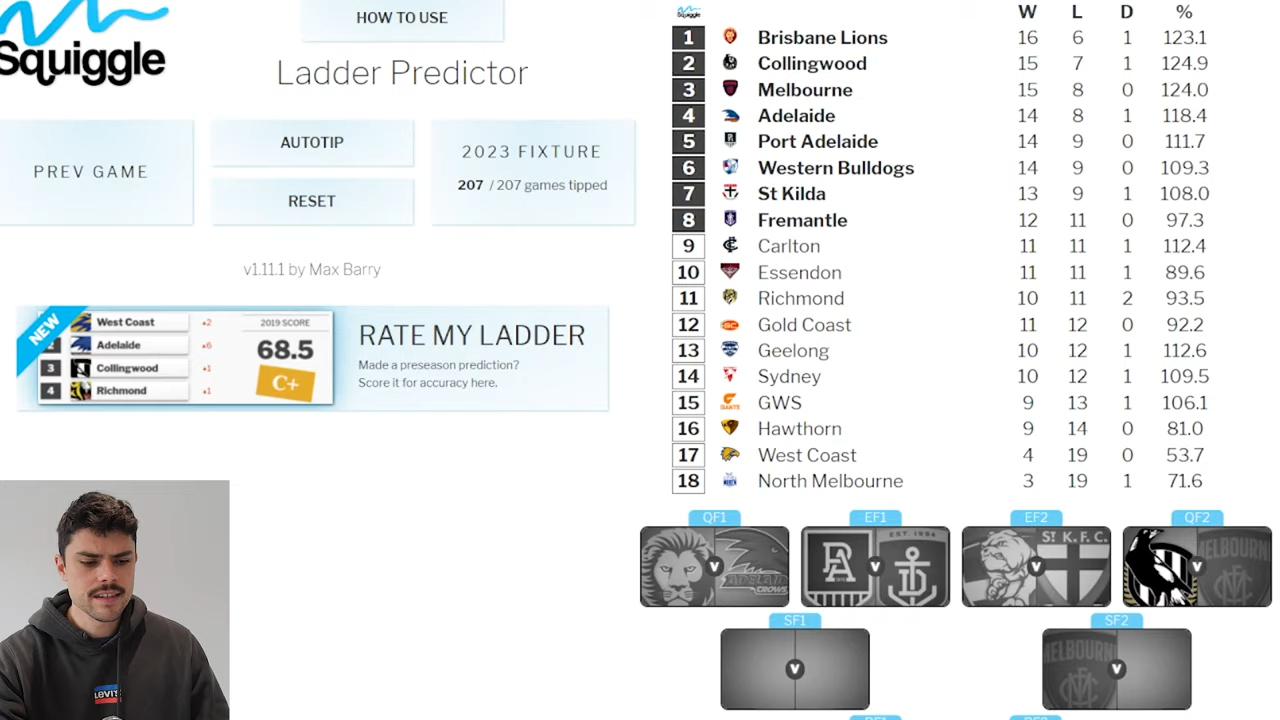 Squiggle
HOW TO USE
Ladder Predictor
PREV GAME
AUTOTIP
RESET
2023 FIXTURE
207 / 207 games tipped
v1.11.1 by Max Barry
NEW
West Coast
Adelaide
3 Collingwood
4 Richmond
2019 SCORE
68.5
C+
RATE MY LADDER
Made a preseason prediction?
Score it for accuracy here.
W L D %
1 Brisbane Lions 16 6 1 123.1
2 Collingwood 15 7 1 124.9
3 Melbourne 15 8 0 124.0
4 Adelaide 14 8 1 118.4
5 Port Adelaide 14 9 0 111.7
6 Western Bulldogs 14 9 0 109.3
7 St Kilda 13 9 1 108.0
8 Fremantle 12 11 0 97.3
9 Carlton 11 11 1 112.4
10 Essendon 11 11 1 89.6
11 Richmond 10 11 2 93.5
12 Gold Coast 11 12 0 92.2
13 Geelong 10 12 1 112.6
14 Sydney 10 12 1 109.5
15 GWS 9 13 1 106.1
16 Hawthorn 9 14 0 81.0
17 West Coast 4 19 0 53.7
18 North Melbourne 3 19 1 71.6
QF1 EF1 EF2 QF2
V V V V
ADELAIDE
CROWS
PA
ST K.F.C.
SF1 SF2
V V
LEVI'S